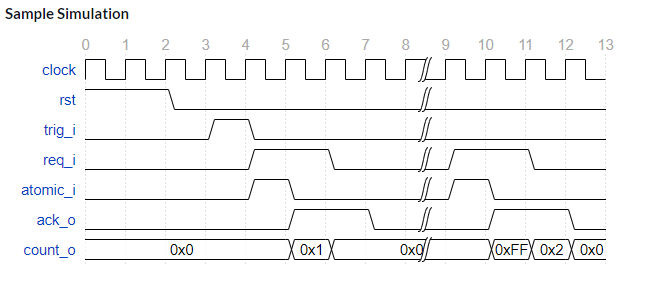 Sample Simulation
0 1 2 3 4 5 6 7 8 9 10 11 12 13
clock
rst
trig_i
req_i
atomic_i
ack_o
count_o 0x0 0x1 0x0 0xFF 0x2 0x0